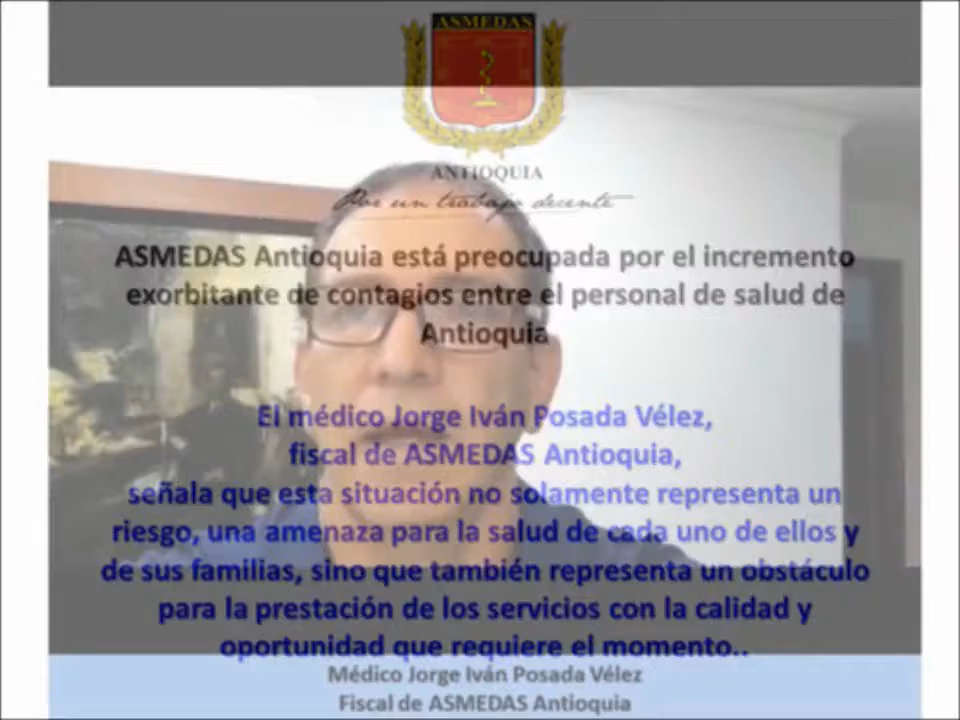 ASMEDAS
ANTIOQUIA
Por un trabajo decente
ASMEDAS Antioquia está preocupada por el incremento
exorbitante de contagios entre el personal de salud de
Antioquia
El médico Jorge Iván Posada Vélez,
fiscal de ASMEDAS Antioquia,
señala que esta situación no solamente representa un
riesgo, una amenaza para la salud de cada uno de ellos y
de sus familias, sino que también representa un obstáculo
para la prestación de los servicios con la calidad y
oportunidad que requiere el momento..
Médico Jorge Iván Posada Vélez
Fiscal de ASMEDAS Antioquia